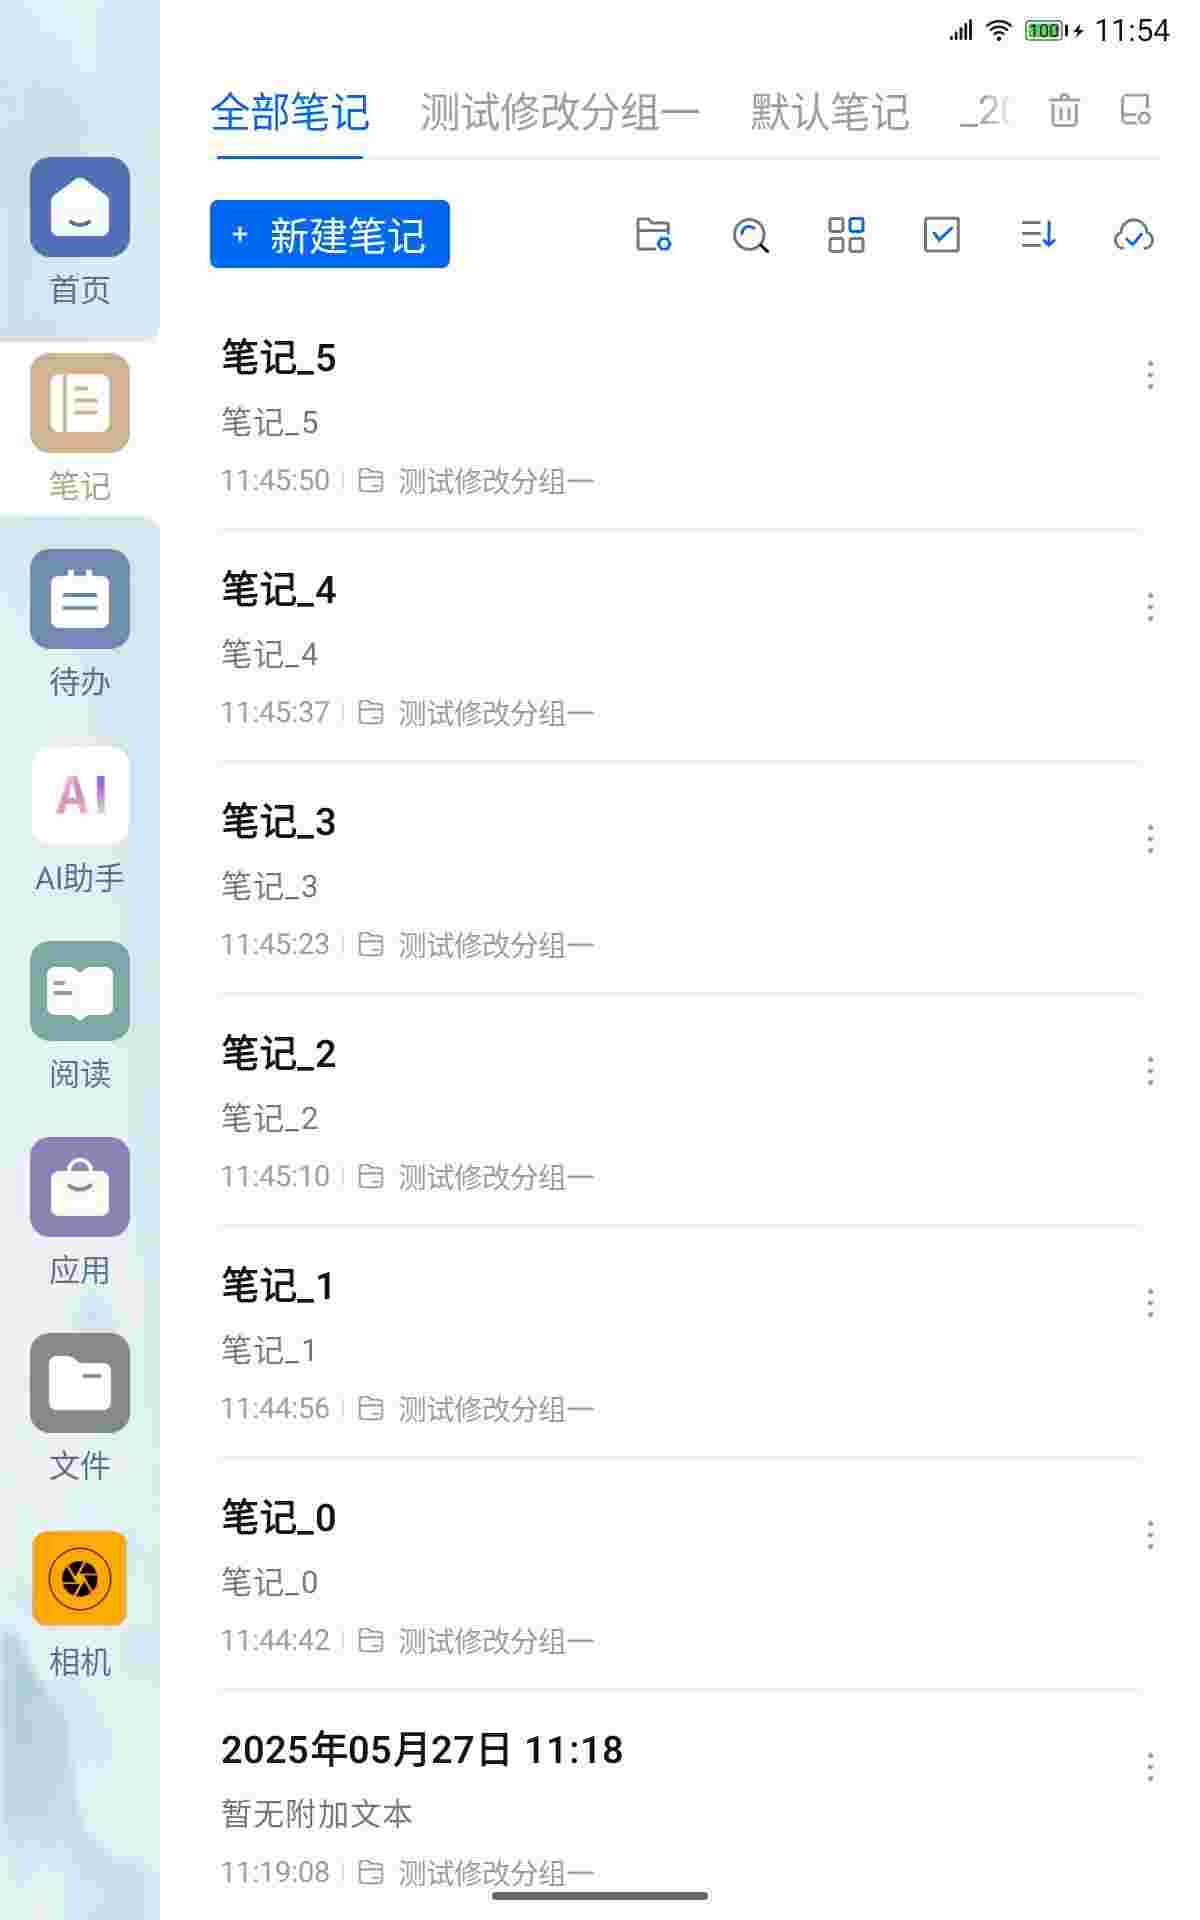 100 11:54
全部笔记 测试修改分组一 默认笔记 _20
+ 新建笔记
首页
笔记
待办
AI
AI助手
阅读
应用
文件
相机
笔记_5
笔记_5
11:45:50 测试修改分组一
笔记_4
笔记_4
11:45:37 测试修改分组一
笔记_3
笔记_3
11:45:23 测试修改分组一
笔记_2
笔记_2
11:45:10 测试修改分组一
笔记_1
笔记_1
11:44:56 测试修改分组一
笔记_0
笔记_0
11:44:42 测试修改分组一
2025年05月27日 11:18
暂无附加文本
11:19:08 测试修改分组一